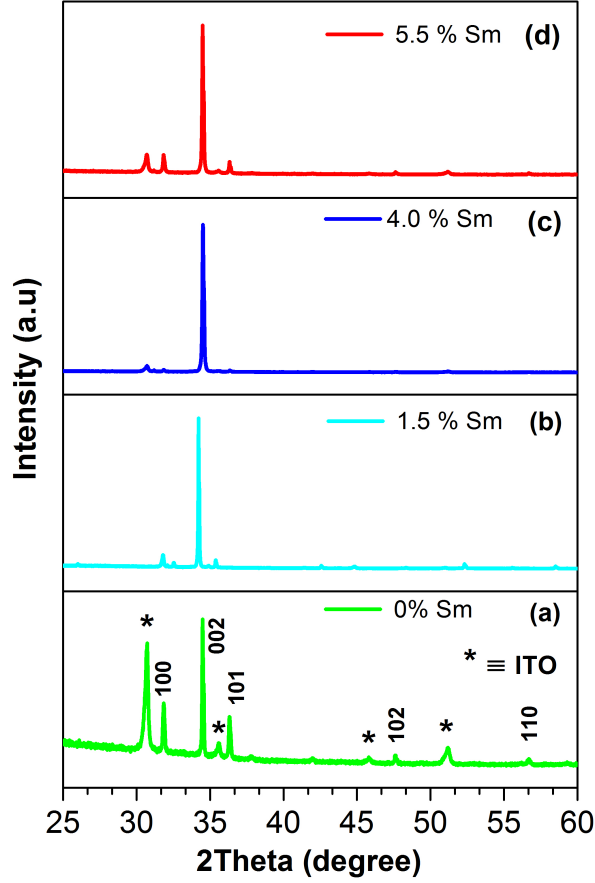 5.5 % Sm (d)
4.0 % Sm (c)
1.5 % Sm (b)
0% Sm (a)
* ≡ ITO
*
100
002
*
101
*
102
*
110
25 30 35 40 45 50 55 60
2Theta (degree)
Intensity (a.u)